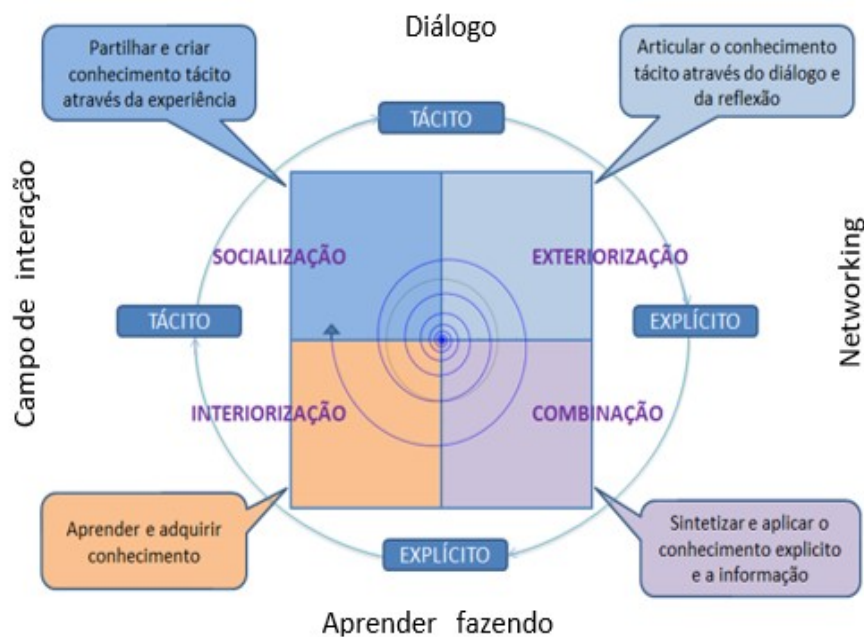 Diálogo
Partilhar e criar
conhecimento tácito
através da experiência
Articular o conhecimento
tácito através do diálogo e
da reflexão
TÁCITO
Campo de interação
SOCIALIZAÇÃO
EXTERIORIZAÇÃO
Networking
TÁCITO
EXPLÍCITO
INTERIORIZAÇÃO
COMBINAÇÃO
Aprender e adquirir
conhecimento
Sintetizar e aplicar o
conhecimento explicito
e a informação
EXPLÍCITO
Aprender fazendo